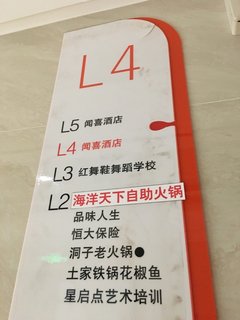 L4
L5 闻喜酒店
L4 闻喜酒店
L3 红舞鞋舞蹈学校
L2 海洋天下自助火锅
品味人生
恒大保险
洞子老火锅●
土家铁锅花椒鱼
星启点艺术培训